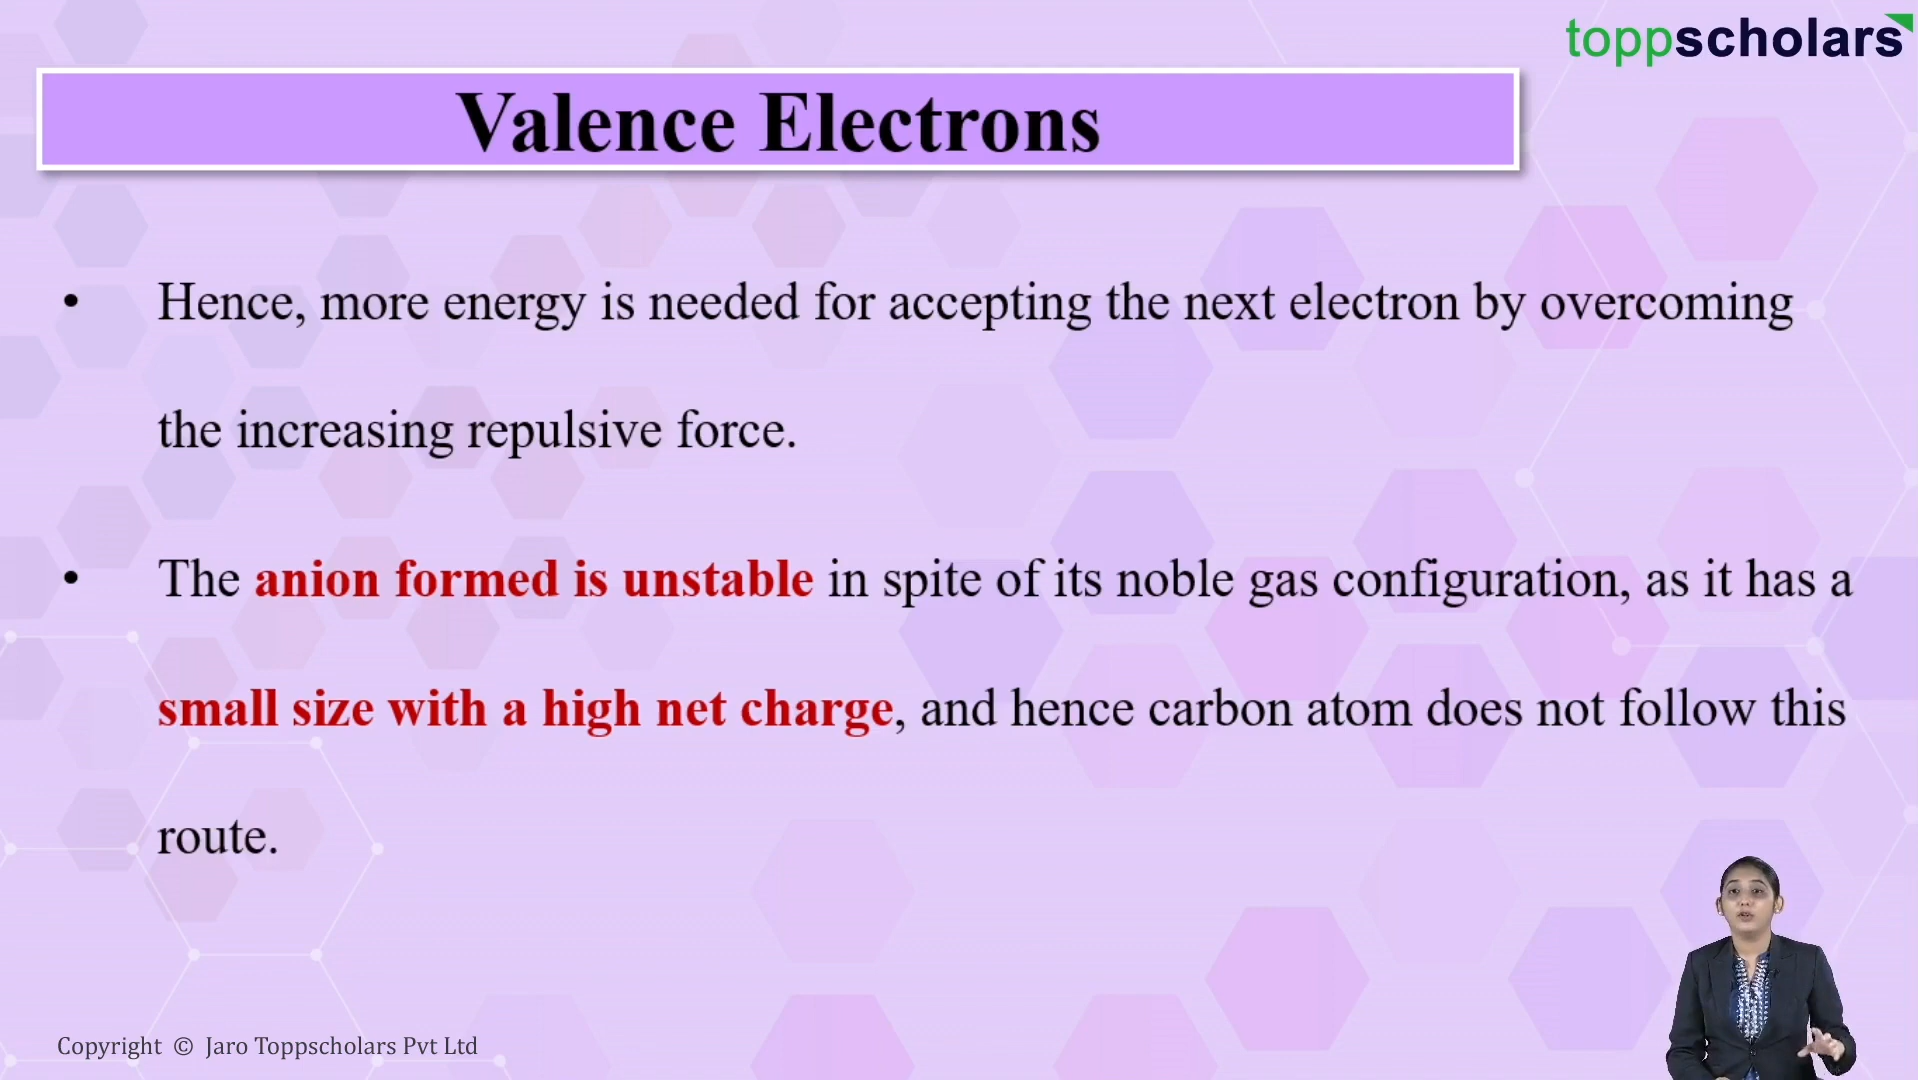 toppscholars
Valence Electrons
• Hence, more energy is needed for accepting the next electron by overcoming
the increasing repulsive force.
• The anion formed is unstable in spite of its noble gas configuration, as it has a
small size with a high net charge, and hence carbon atom does not follow this
route.
Copyright © Jaro Toppscholars Pvt Ltd